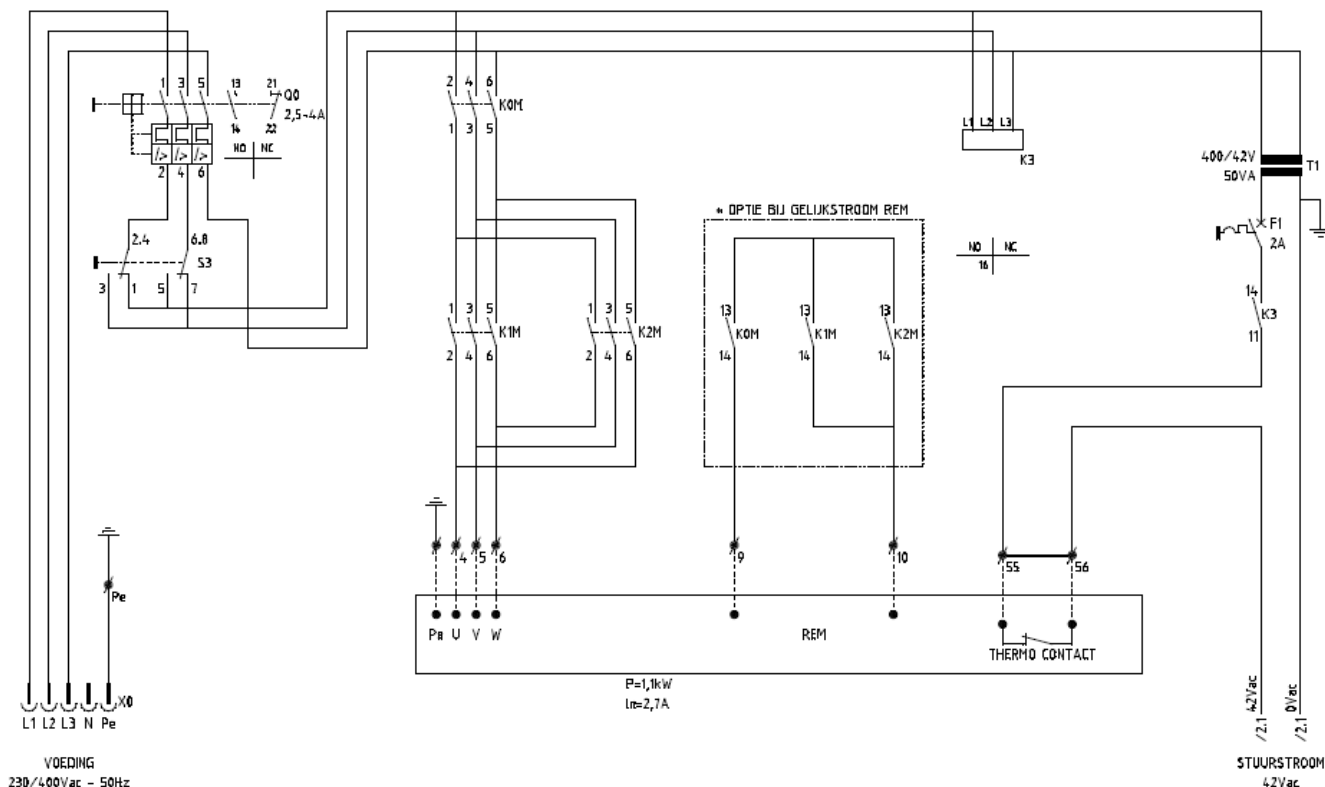 1 3 5 13 21
Q0
2,5-4A
14 22
I> I> I>
NO NC
2 4 6
2.4 6.8
S3
3 1 5 7
2 4 6
K0M
1 3 5
L1 L2 L3
K3
400/42V
50VA
T1
* OPTIE BIJ GELIJKSTROOM REM
F1
2A
NO NC
16
14
K3
11
1 3 5
K1M
2 4 6
1 3 5
K2M
2 4 6
13
K0M
14
13
K1M
14
13
K2M
14
4 5 6
9
10
55 56
Pe
Pe U V W
REM
THERMO CONTACT
P=1,1kW
In=2,7A
X0
L1 L2 L3 N Pe
42Vac
/2.1
0Vac
/2.1
VOEDING
230/400Vac - 50Hz
STUURSTROOM
42Vac